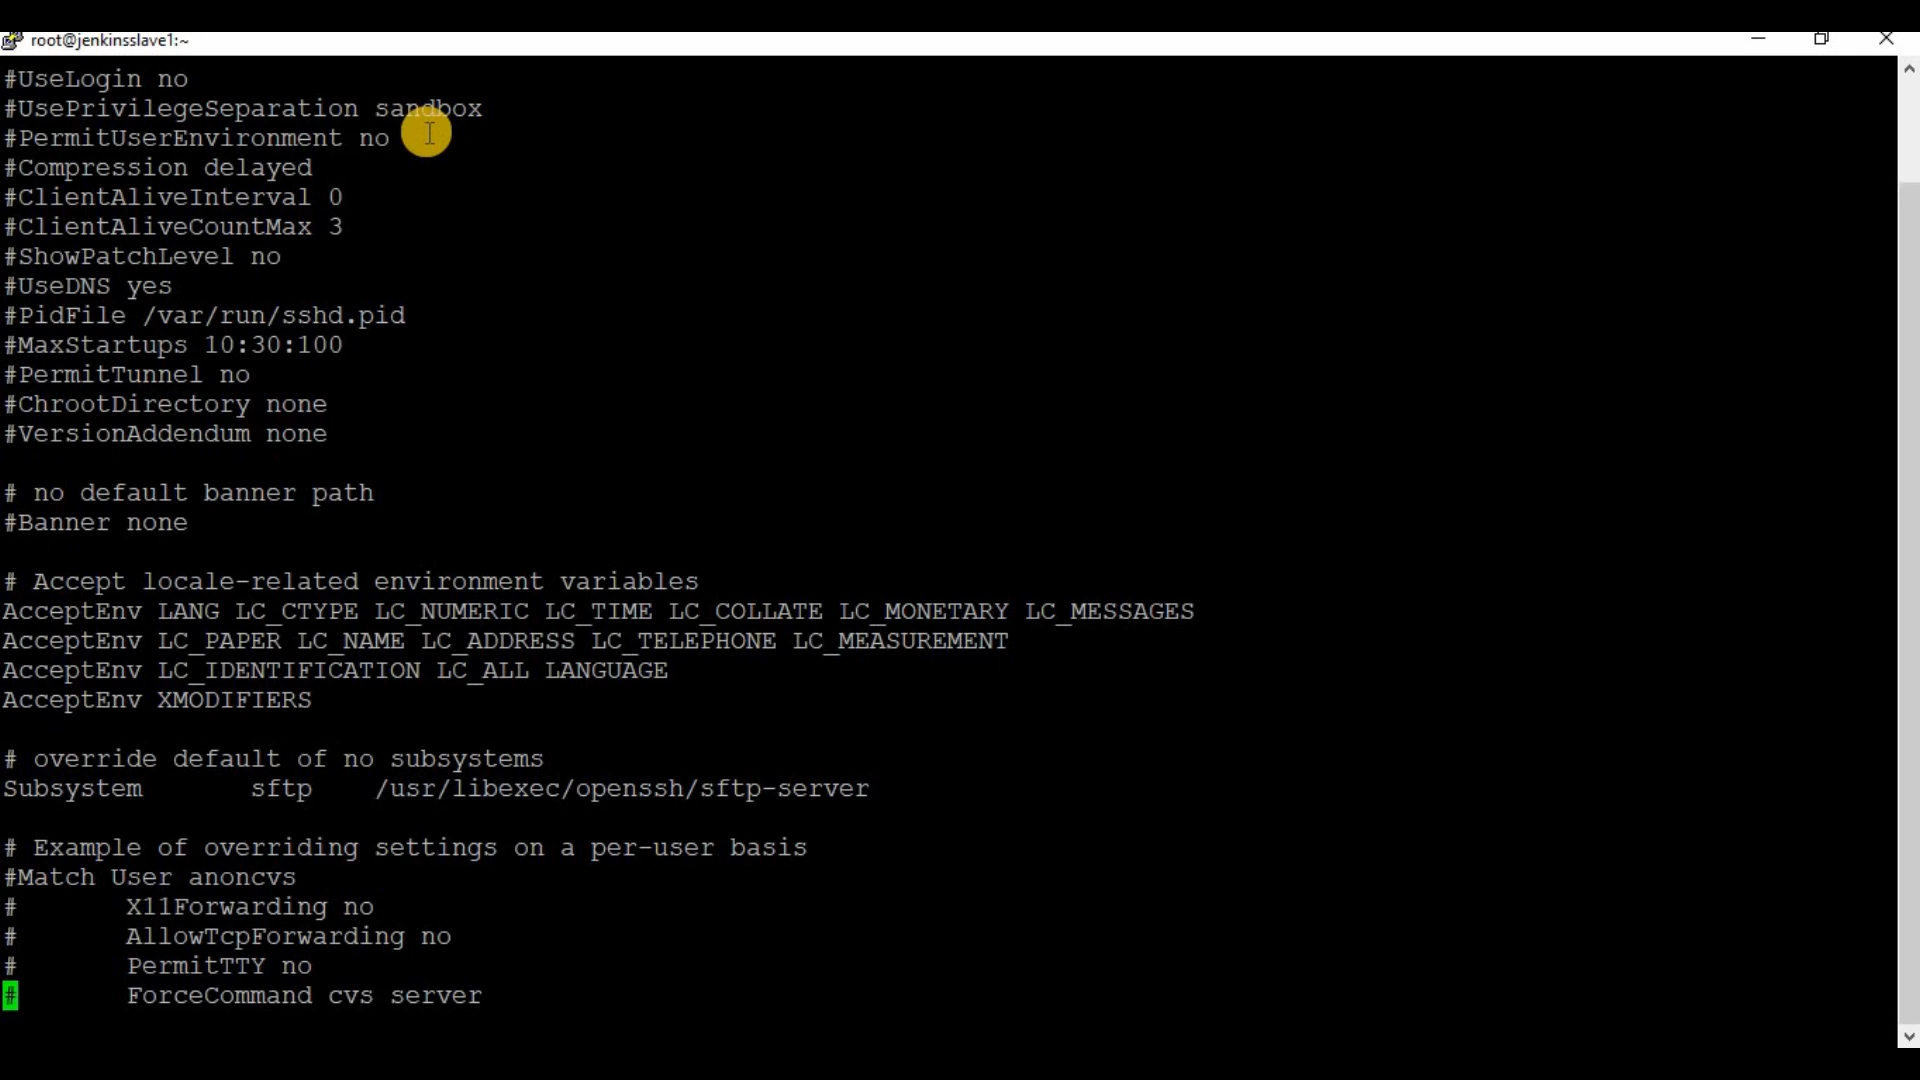 root@jenkinsslave1:~
#UseLogin no
#UsePrivilegeSeparation sandbox
#PermitUserEnvironment no
#Compression delayed
#ClientAliveInterval 0
#ClientAliveCountMax 3
#ShowPatchLevel no
#UseDNS yes
#PidFile /var/run/sshd.pid
#MaxStartups 10:30:100
#PermitTunnel no
#ChrootDirectory none
#VersionAddendum none

# no default banner path
#Banner none

# Accept locale-related environment variables
AcceptEnv LANG LC_CTYPE LC_NUMERIC LC_TIME LC_COLLATE LC_MONETARY LC_MESSAGES
AcceptEnv LC_PAPER LC_NAME LC_ADDRESS LC_TELEPHONE LC_MEASUREMENT
AcceptEnv LC_IDENTIFICATION LC_ALL LANGUAGE
AcceptEnv XMODIFIERS

# override default of no subsystems
Subsystem       sftp    /usr/libexec/openssh/sftp-server

# Example of overriding settings on a per-user basis
#Match User anoncvs
#       X11Forwarding no
#       AllowTcpForwarding no
#       PermitTTY no
#       ForceCommand cvs server